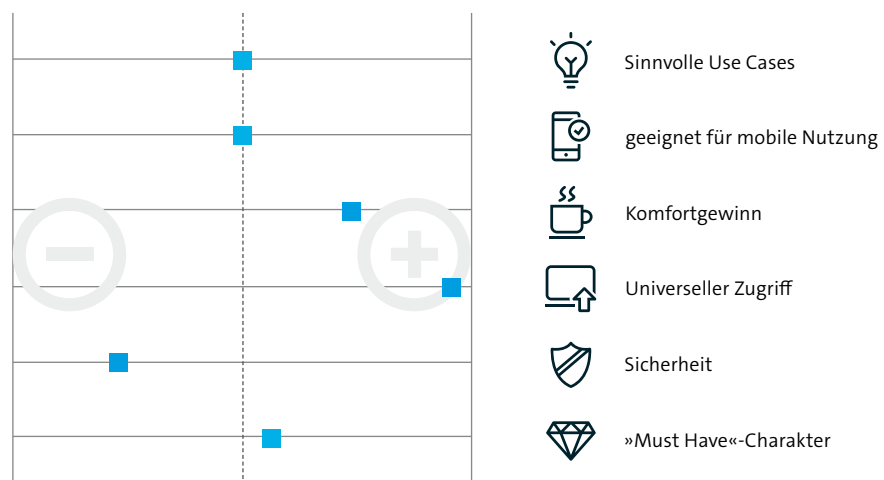 Sinnvolle Use Cases
geeignet für mobile Nutzung
Komfortgewinn
Universeller Zugriff
Sicherheit
»Must Have«-Charakter